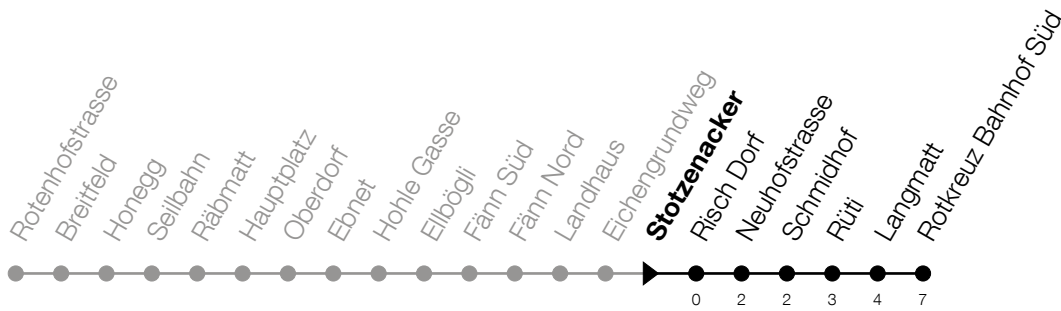 Rotenhofstrasse
Breitfeld
Honegg
Seilbahn
Räbmatt
Hauptplatz
Oberdorf
Ebnet
Hohle Gasse
Ellbögli
Fänn Süd
Fänn Nord
Landhaus
Eichengrundweg
Stotzenacker
Risch Dorf
Neuhofstrasse
Schmidhof
Rüti
Langmatt
Rotkreuz Bahnhof Süd
0 2 2 3 4 7